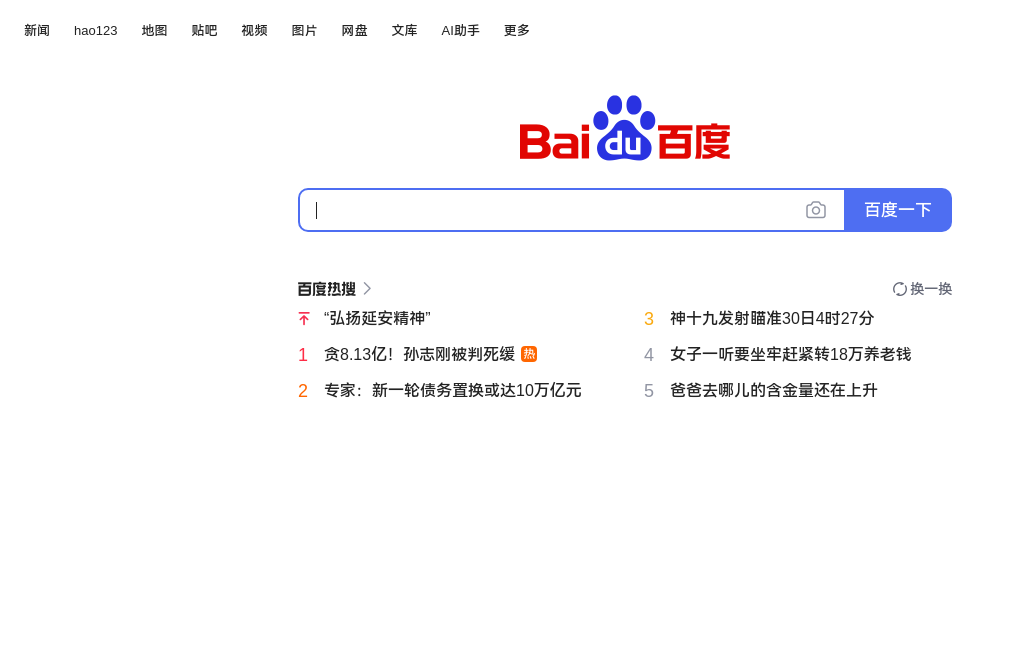 新闻 hao123 地图 贴吧 视频 图片 网盘 文库 AI助手 更多
Bai du 百度
百度一下
百度热搜 换一换
“弘扬延安精神”
1 贪8.13亿！孙志刚被判死缓 热
2 专家：新一轮债务置换或达10万亿元
3 神十九发射瞄准30日4时27分
4 女子一听要坐牢赶紧转18万养老钱
5 爸爸去哪儿的含金量还在上升